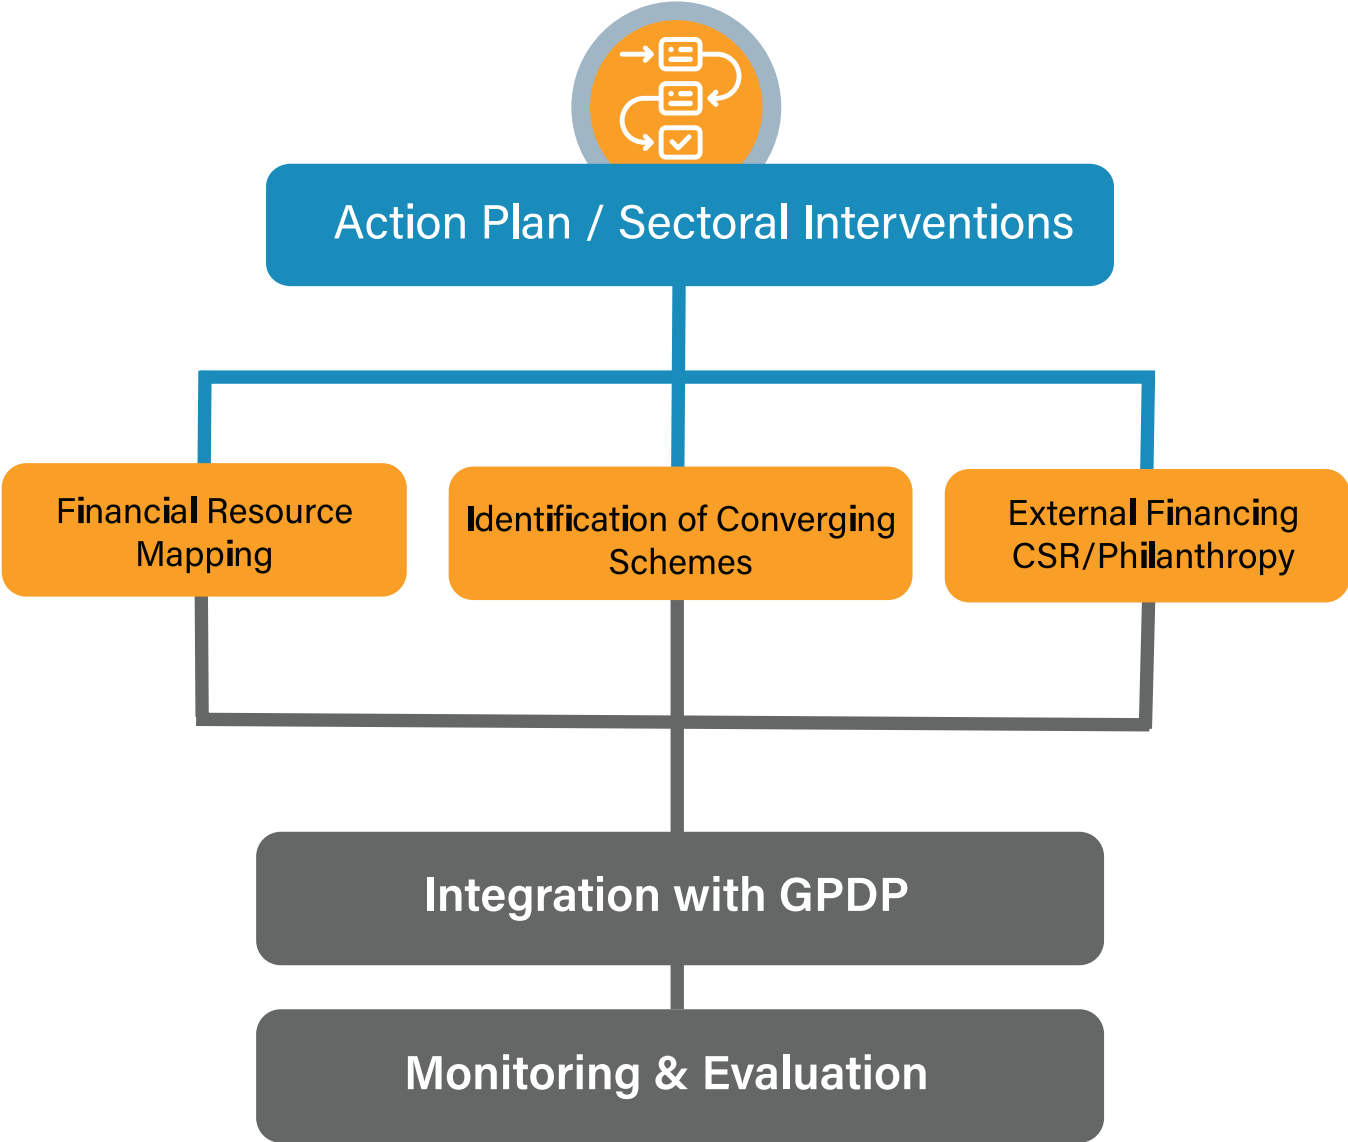 Action Plan / Sectoral Interventions
Financial Resource
Mapping
Identification of Converging
Schemes
External Financing
CSR/Philanthropy
Integration with GPDP
Monitoring & Evaluation